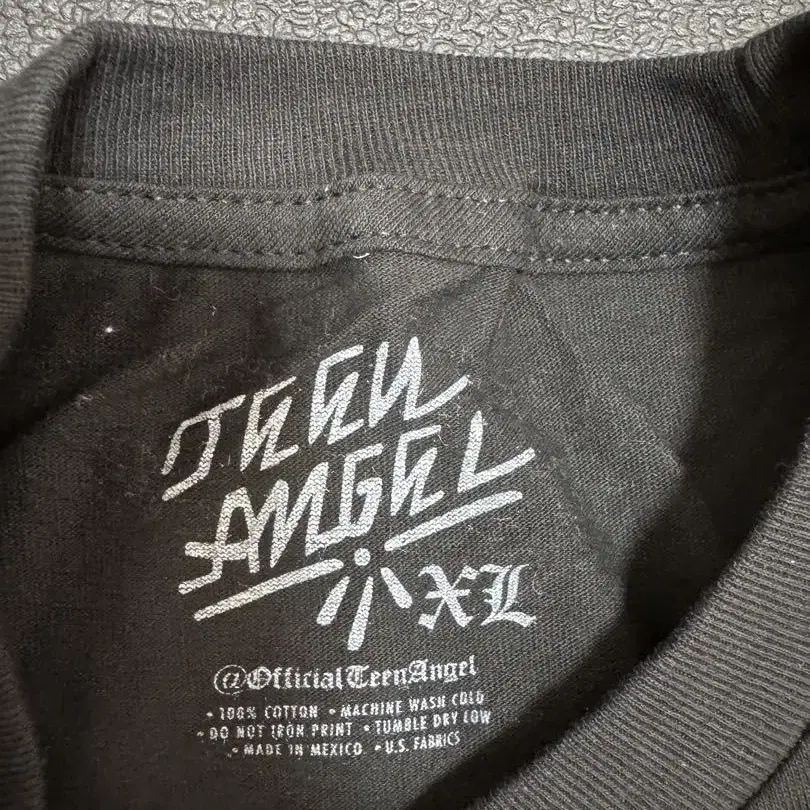 TEEN
ANGEL
XL
@OfficialTeenAngel
• 100% COTTON • MACHINE WASH COLD
• DO NOT IRON PRINT • TUMBLE DRY LOW
• MADE IN MEXICO • U.S. FABRICS